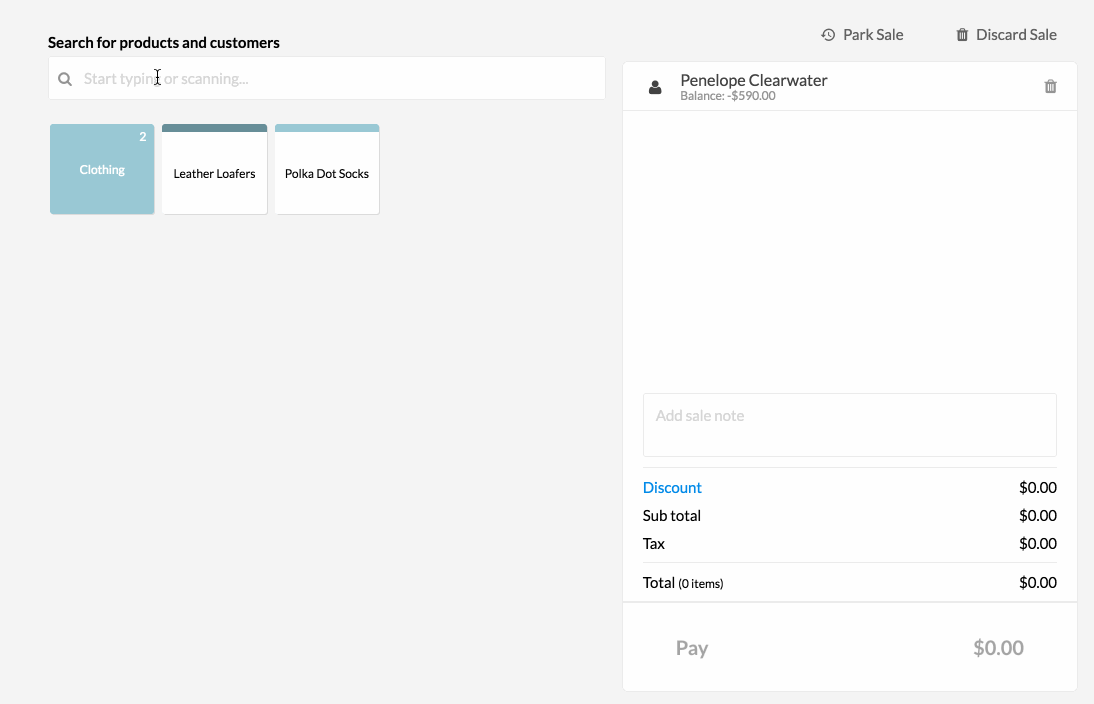 Search for products and customers
Start typing or scanning...
2
Clothing
Leather Loafers
Polka Dot Socks
Park Sale
Discard Sale
Penelope Clearwater
Balance: -$590.00
Add sale note
Discount $0.00
Sub total $0.00
Tax $0.00
Total (0 items) $0.00
Pay $0.00